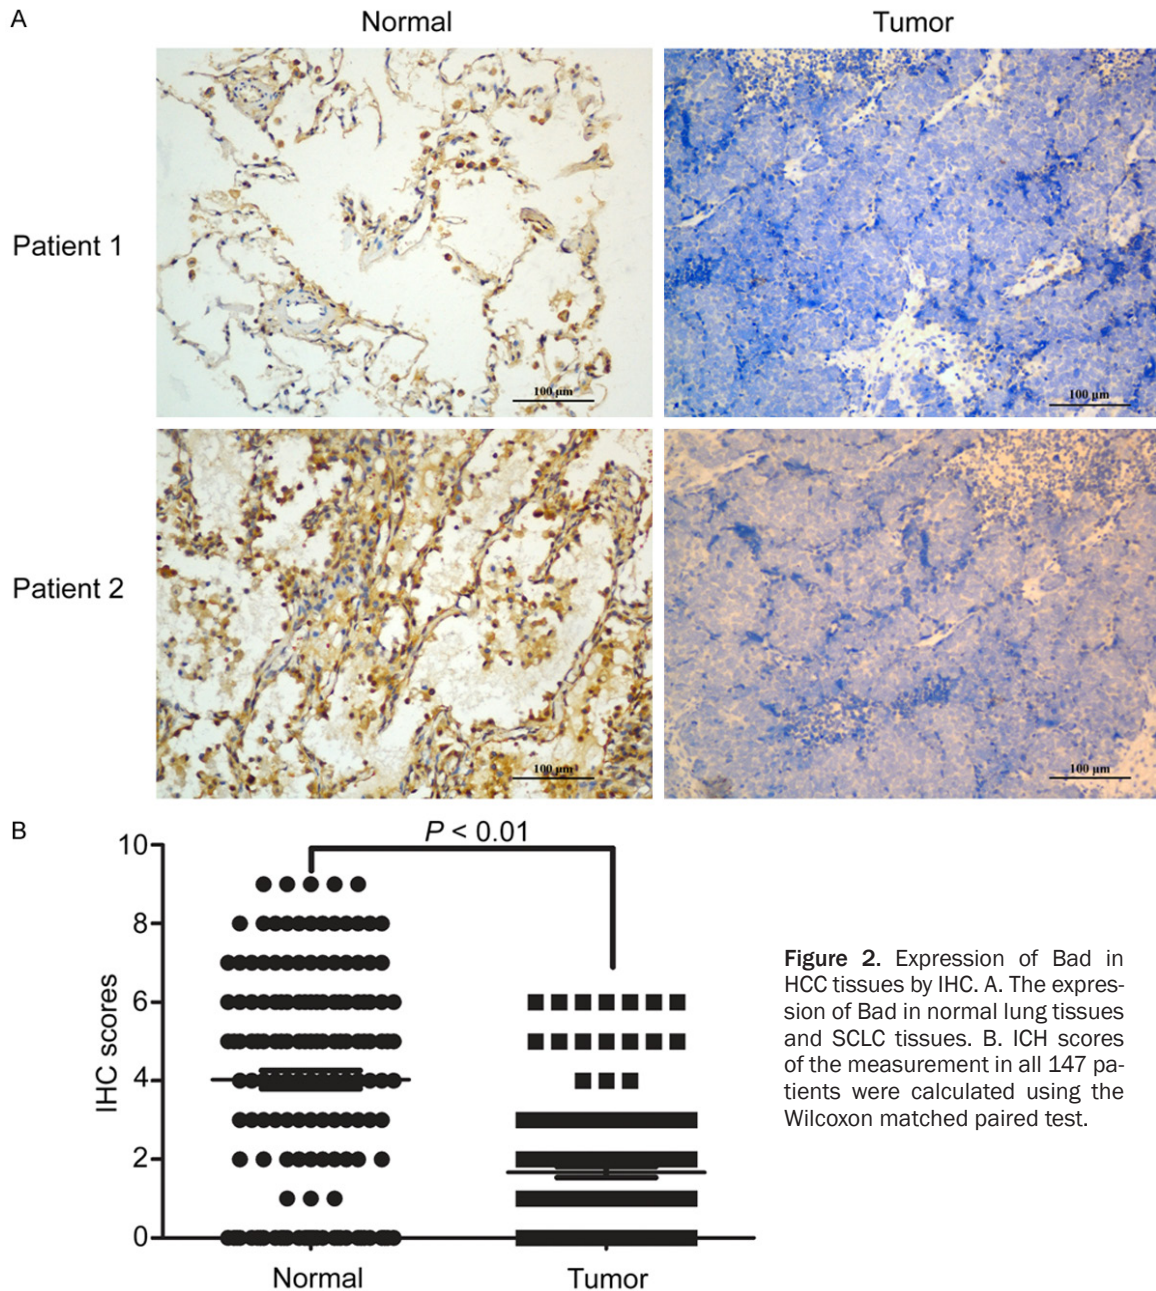 A
Normal
Tumor
Patient 1
100 µm
100 µm
Patient 2
100 µm
100 µm
B
P < 0.01
10
8
6
4
2
0
IHC scores
Normal
Tumor
Figure 2. Expression of Bad in
HCC tissues by IHC. A. The expres-
sion of Bad in normal lung tissues
and SCLC tissues. B. ICH scores
of the measurement in all 147 pa-
tients were calculated using the
Wilcoxon matched paired test.